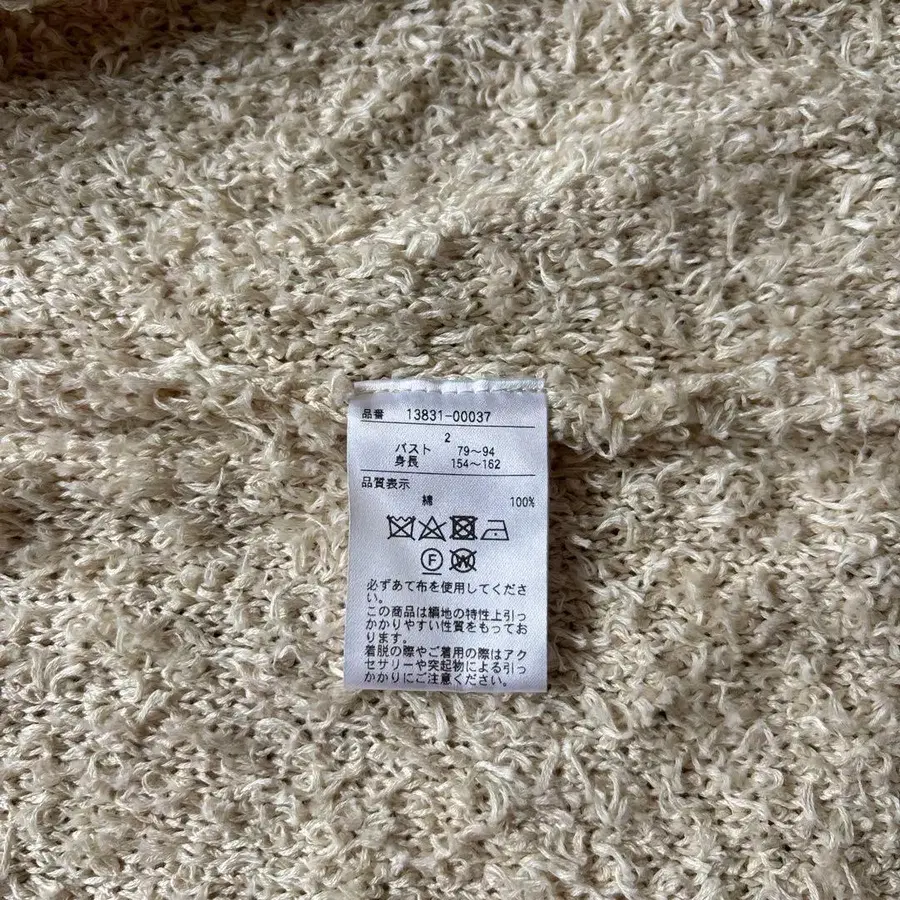 品番 13831-00037
2
バスト 79～94
身長 154～162
品質表示
綿 100%
F W
必ずあて布を使用してくださ
い。
この商品は編地の特性上引っ
かかりやすい性質をもってお
ります。
着脱の際やご着用の際はアク
セサリーや突起物による引っ
かかりにご注意ください。